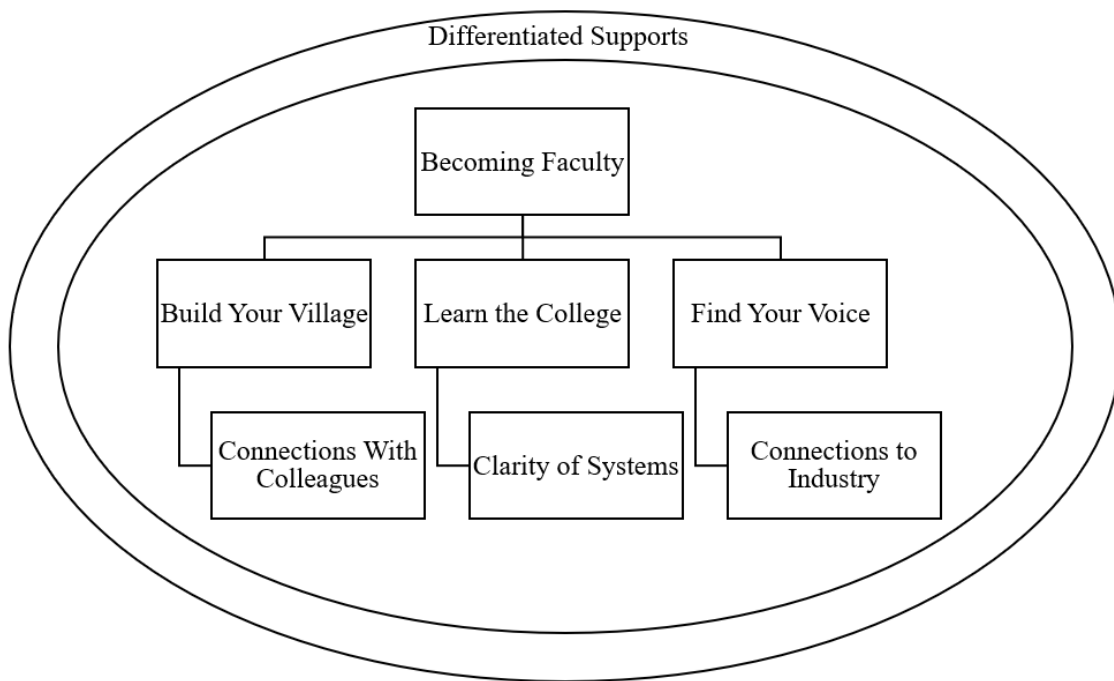 Differentiated Supports
Becoming Faculty
Build Your Village
Learn the College
Find Your Voice
Connections With
Colleagues
Clarity of Systems
Connections to
Industry